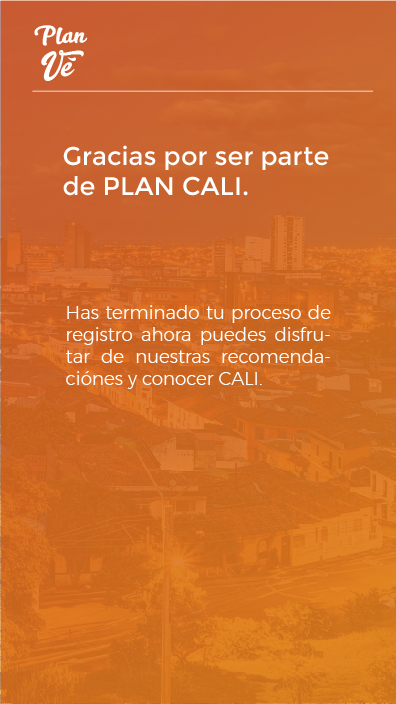 Plan
Vé
Gracias por ser parte
de PLAN CALI.
Has terminado tu proceso de
registro ahora puedes disfru-
tar de nuestras recomenda-
ciónes y conocer CALI.